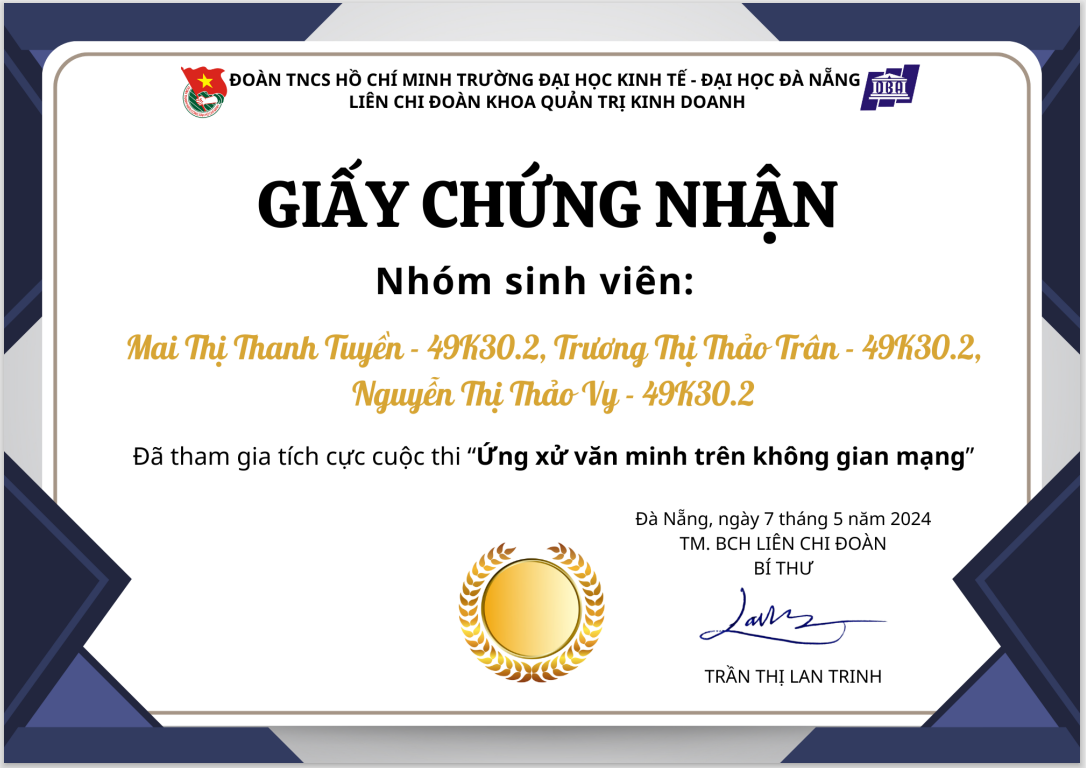 ĐOÀN TNCS HỒ CHÍ MINH TRƯỜNG ĐẠI HỌC KINH TẾ - ĐẠI HỌC ĐÀ NẴNG
LIÊN CHI ĐOÀN KHOA QUẢN TRỊ KINH DOANH
DBA
GIẤY CHỨNG NHẬN
Nhóm sinh viên:
Mai Thị Thanh Tuyền - 49K30.2, Trương Thị Thảo Trân - 49K30.2,
Nguyễn Thị Thảo Vy - 49K30.2
Đã tham gia tích cực cuộc thi “Ứng xử văn minh trên không gian mạng”
Đà Nẵng, ngày 7 tháng 5 năm 2024
TM. BCH LIÊN CHI ĐOÀN
BÍ THƯ
TRẦN THỊ LAN TRINH